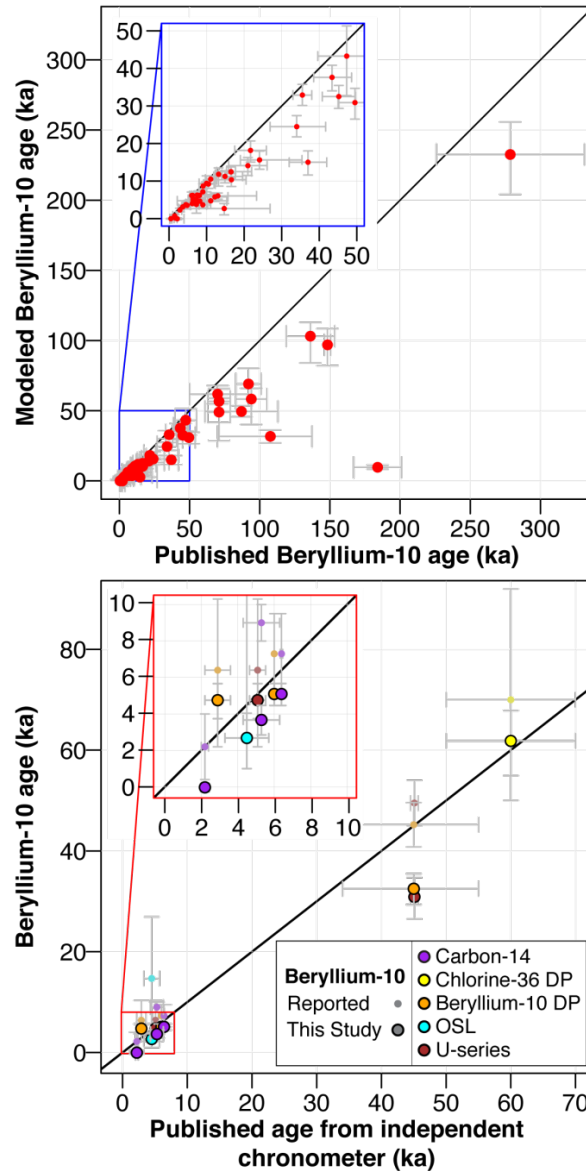 300
250
200
150
100
50
0
50
40
30
20
10
0
0 10 20 30 40 50
0 50 100 150 200 250 300
Modeled Beryllium-10 age (ka)
Published Beryllium-10 age (ka)
80
60
40
20
0
10
8
6
4
2
0
0 2 4 6 8 10
Beryllium-10 age (ka)
Beryllium-10
Reported
This Study
Carbon-14
Chlorine-36 DP
Beryllium-10 DP
OSL
U-series
0 10 20 30 40 50 60 70
Published age from independent
chronometer (ka)